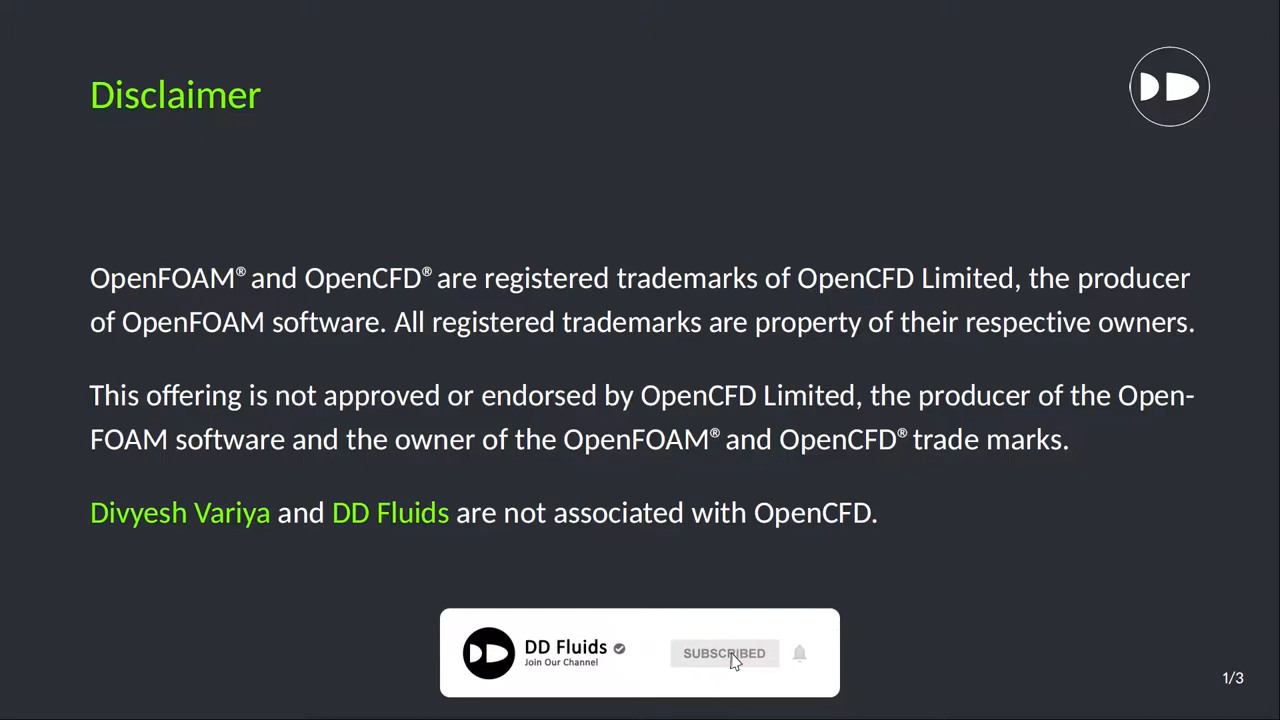 Disclaimer
OpenFOAM® and OpenCFD® are registered trademarks of OpenCFD Limited, the producer
of OpenFOAM software. All registered trademarks are property of their respective owners.
This offering is not approved or endorsed by OpenCFD Limited, the producer of the Open-
FOAM software and the owner of the OpenFOAM® and OpenCFD® trade marks.
Divyesh Variya and DD Fluids are not associated with OpenCFD.
DD Fluids
Join Our Channel
SUBSCRIBED
1/3